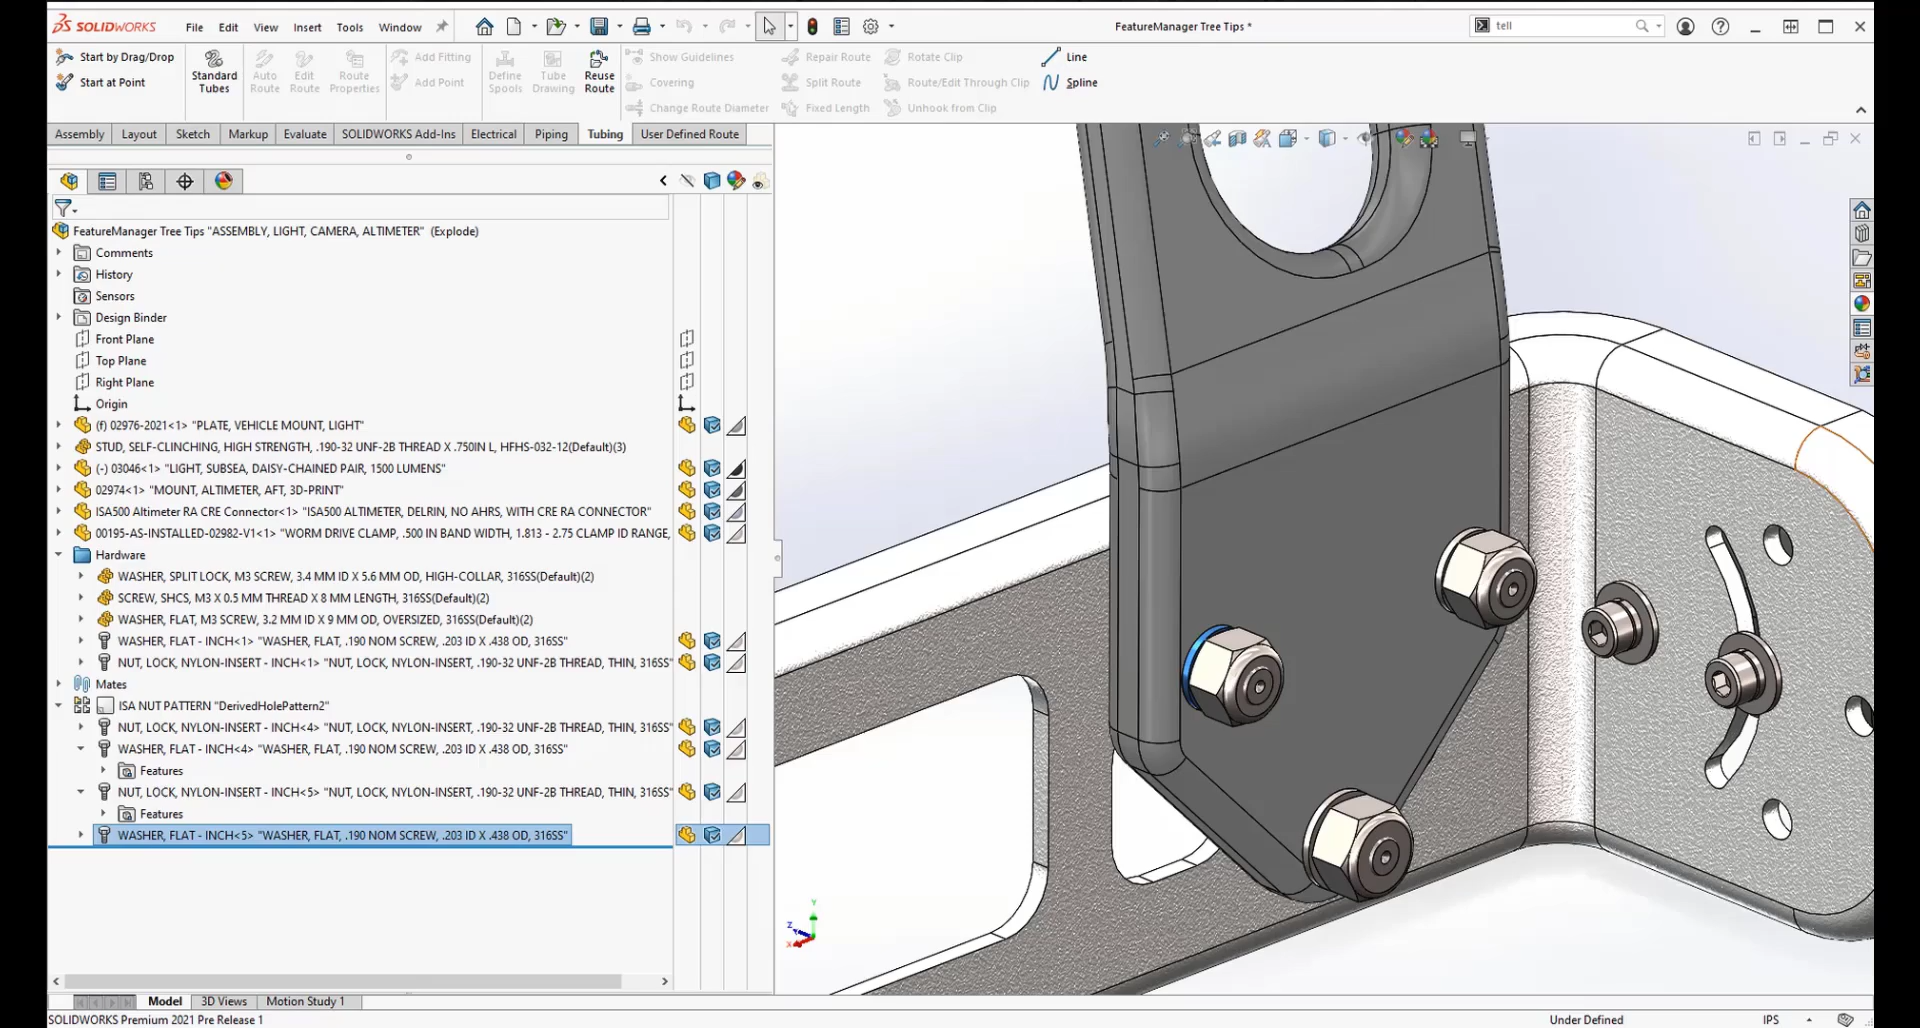 SOLIDWORKS
File Edit View Insert Tools Window
FeatureManager Tree Tips *
tell
Start by Drag/Drop
Start at Point
Standard Tubes
Auto Route
Edit Route
Route Properties
Add Fitting
Add Point
Define Spools
Tube Drawing
Reuse Route
Show Guidelines
Covering
Change Route Diameter
Repair Route
Split Route
Fixed Length
Rotate Clip
Route/Edit Through Clip
Unhook from Clip
Line
Spline
Assembly Layout Sketch Markup Evaluate SOLIDWORKS Add-Ins Electrical Piping Tubing User Defined Route
FeatureManager Tree Tips "ASSEMBLY, LIGHT, CAMERA, ALTIMETER" (Explode)
Comments
History
Sensors
Design Binder
Front Plane
Top Plane
Right Plane
Origin
(f) 02976-2021<1> "PLATE, VEHICLE MOUNT, LIGHT"
STUD, SELF-CLINCHING, HIGH STRENGTH, .190-32 UNF-2B THREAD X .750IN L, HFHS-032-12(Default)(3)
(-) 03046<1> "LIGHT, SUBSEA, DAISY-CHAINED PAIR, 1500 LUMENS"
02974<1> "MOUNT, ALTIMETER, AFT, 3D-PRINT"
ISA500 Altimeter RA CRE Connector<1> "ISA500 ALTIMETER, DELRIN, NO AHRS, WITH CRE RA CONNECTOR"
00195-AS-INSTALLED-02982-V1<1> "WORM DRIVE CLAMP, .500 IN BAND WIDTH, 1.813 - 2.75 CLAMP ID RANGE,
Hardware
WASHER, SPLIT LOCK, M3 SCREW, 3.4 MM ID X 5.6 MM OD, HIGH-COLLAR, 316SS(Default)(2)
SCREW, SHCS, M3 X 0.5 MM THREAD X 8 MM LENGTH, 316SS(Default)(2)
WASHER, FLAT, M3 SCREW, 3.2 MM ID X 9 MM OD, OVERSIZED, 316SS(Default)(2)
WASHER, FLAT - INCH<1> "WASHER, FLAT, .190 NOM SCREW, .203 ID X .438 OD, 316SS"
NUT, LOCK, NYLON-INSERT - INCH<1> "NUT, LOCK, NYLON-INSERT, .190-32 UNF-2B THREAD, THIN, 316SS"
Mates
ISA NUT PATTERN "DerivedHolePattern2"
NUT, LOCK, NYLON-INSERT - INCH<4> "NUT, LOCK, NYLON-INSERT, .190-32 UNF-2B THREAD, THIN, 316SS"
WASHER, FLAT - INCH<4> "WASHER, FLAT, .190 NOM SCREW, .203 ID X .438 OD, 316SS"
Features
NUT, LOCK, NYLON-INSERT - INCH<5> "NUT, LOCK, NYLON-INSERT, .190-32 UNF-2B THREAD, THIN, 316SS"
Features
WASHER, FLAT - INCH<5> "WASHER, FLAT, .190 NOM SCREW, .203 ID X .438 OD, 316SS"
Y
Z
X
Model 3D Views Motion Study 1
SOLIDWORKS Premium 2021 Pre Release 1
Under Defined
IPS